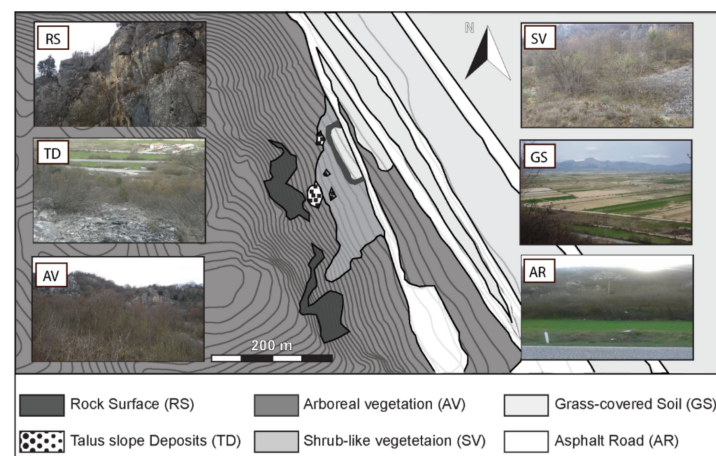 RS
N
SV
TD
GS
AV
AR
200 m
Rock Surface (RS)
Arboreal vegetation (AV)
Grass-covered Soil (GS)
Talus slope Deposits (TD)
Shrub-like vegetetaion (SV)
Asphalt Road (AR)